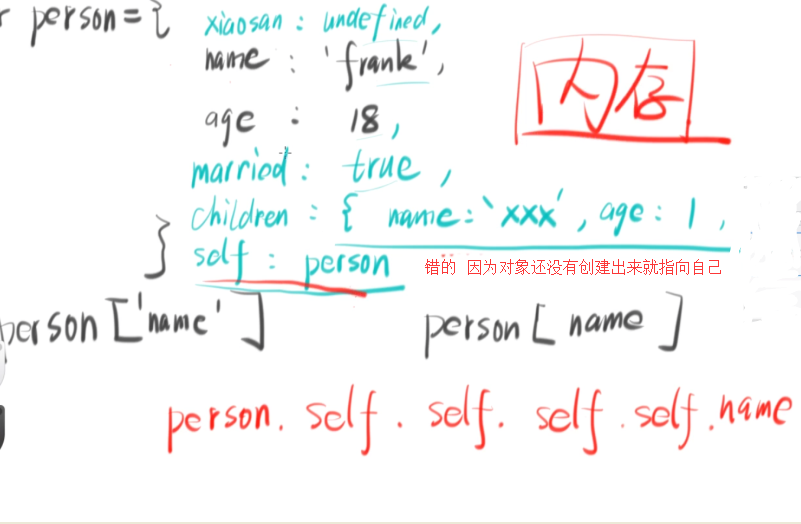 r person={ xiaosan : undefined,
name : 'frank',
内存
age : 18,
married : true ,
children : { name:'xxx', age: 1 ,
} self : person 错的 因为对象还没有创建出来就指向自己
person['name'] person[name]
person. self. self. self. self. name